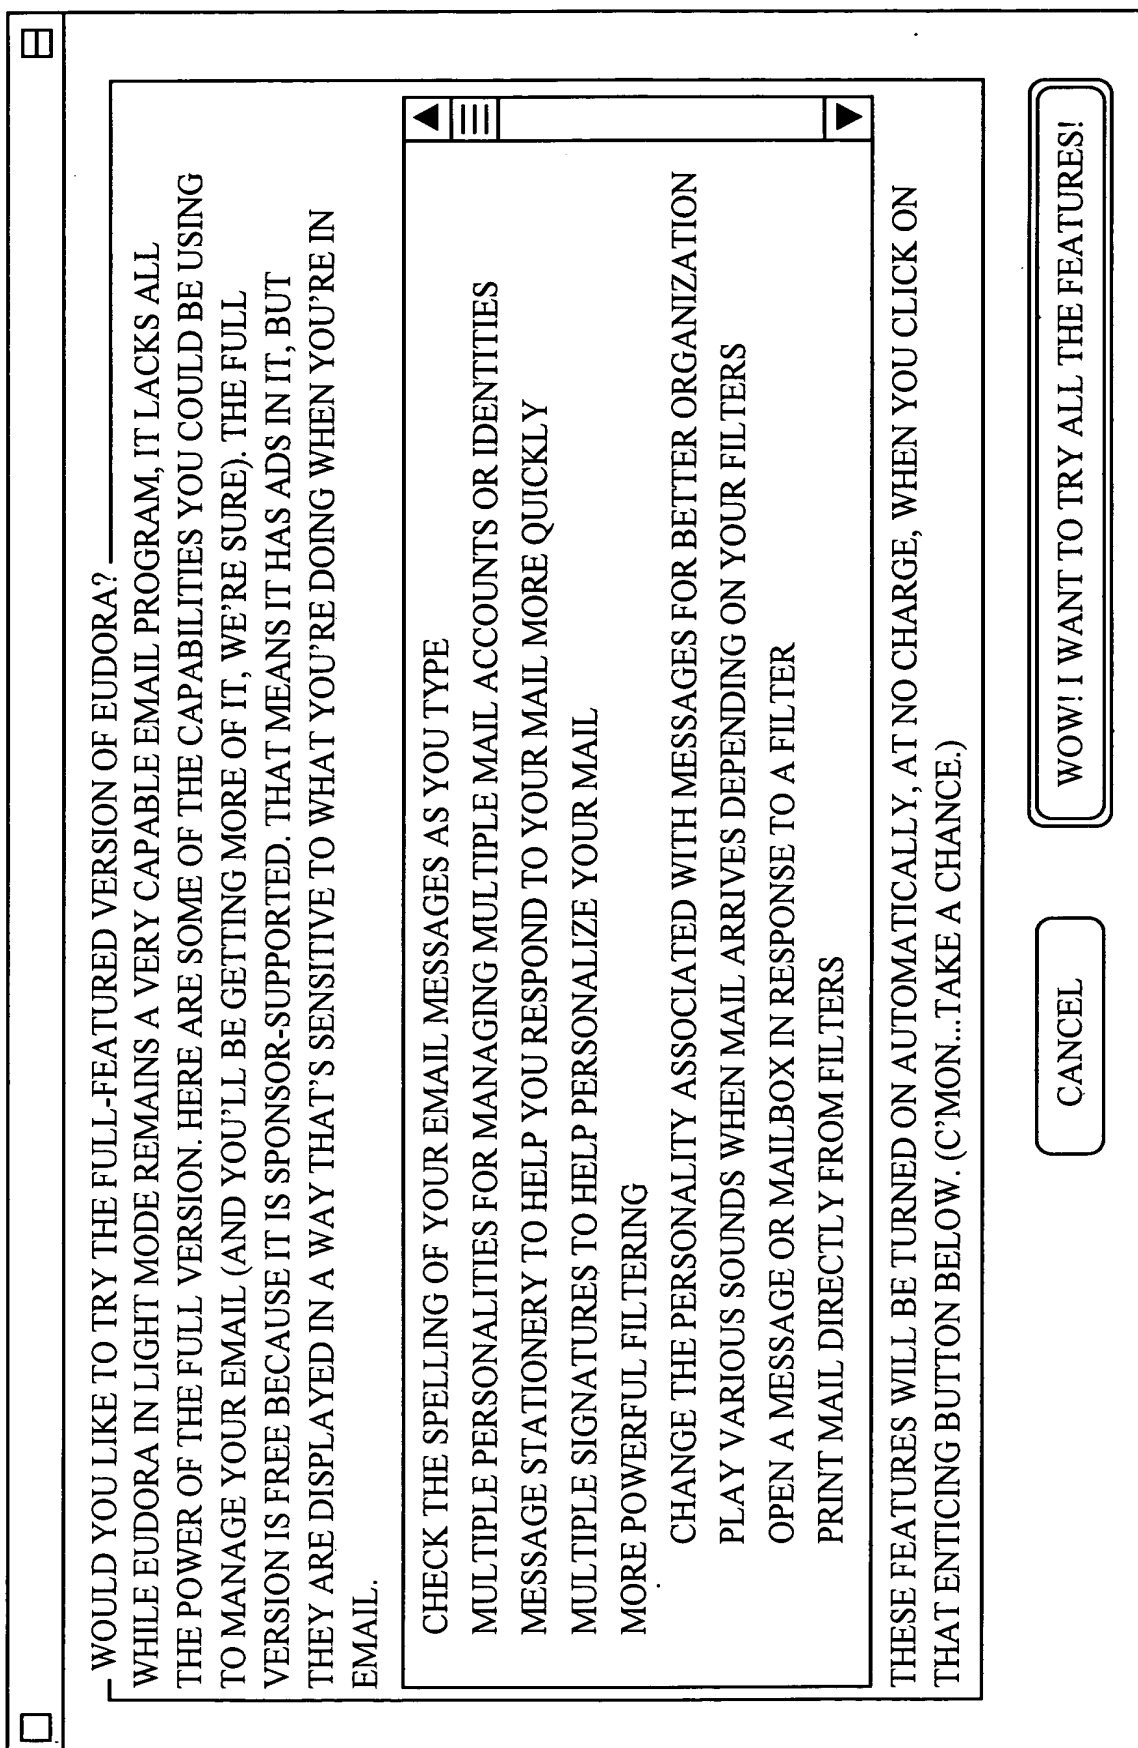 WOULD YOU LIKE TO TRY THE FULL-FEATURED VERSION OF EUDORA?
WHILE EUDORA IN LIGHT MODE REMAINS A VERY CAPABLE EMAIL PROGRAM, IT LACKS ALL
THE POWER OF THE FULL VERSION. HERE ARE SOME OF THE CAPABILITIES YOU COULD BE USING
TO MANAGE YOUR EMAIL (AND YOU'LL BE GETTING MORE OF IT, WE'RE SURE). THE FULL
VERSION IS FREE BECAUSE IT IS SPONSOR-SUPPORTED. THAT MEANS IT HAS ADS IN IT, BUT
THEY ARE DISPLAYED IN A WAY THAT'S SENSITIVE TO WHAT YOU'RE DOING WHEN YOU'RE IN
EMAIL.
CHECK THE SPELLING OF YOUR EMAIL MESSAGES AS YOU TYPE
MULTIPLE PERSONALITIES FOR MANAGING MULTIPLE MAIL ACCOUNTS OR IDENTITIES
MESSAGE STATIONERY TO HELP YOU RESPOND TO YOUR MAIL MORE QUICKLY
MULTIPLE SIGNATURES TO HELP PERSONALIZE YOUR MAIL
MORE POWERFUL FILTERING
CHANGE THE PERSONALITY ASSOCIATED WITH MESSAGES FOR BETTER ORGANIZATION
PLAY VARIOUS SOUNDS WHEN MAIL ARRIVES DEPENDING ON YOUR FILTERS
OPEN A MESSAGE OR MAILBOX IN RESPONSE TO A FILTER
PRINT MAIL DIRECTLY FROM FILTERS
THESE FEATURES WILL BE TURNED ON AUTOMATICALLY, AT NO CHARGE, WHEN YOU CLICK ON
THAT ENTICING BUTTON BELOW. (C'MON...TAKE A CHANCE.)
CANCEL
WOW! I WANT TO TRY ALL THE FEATURES!